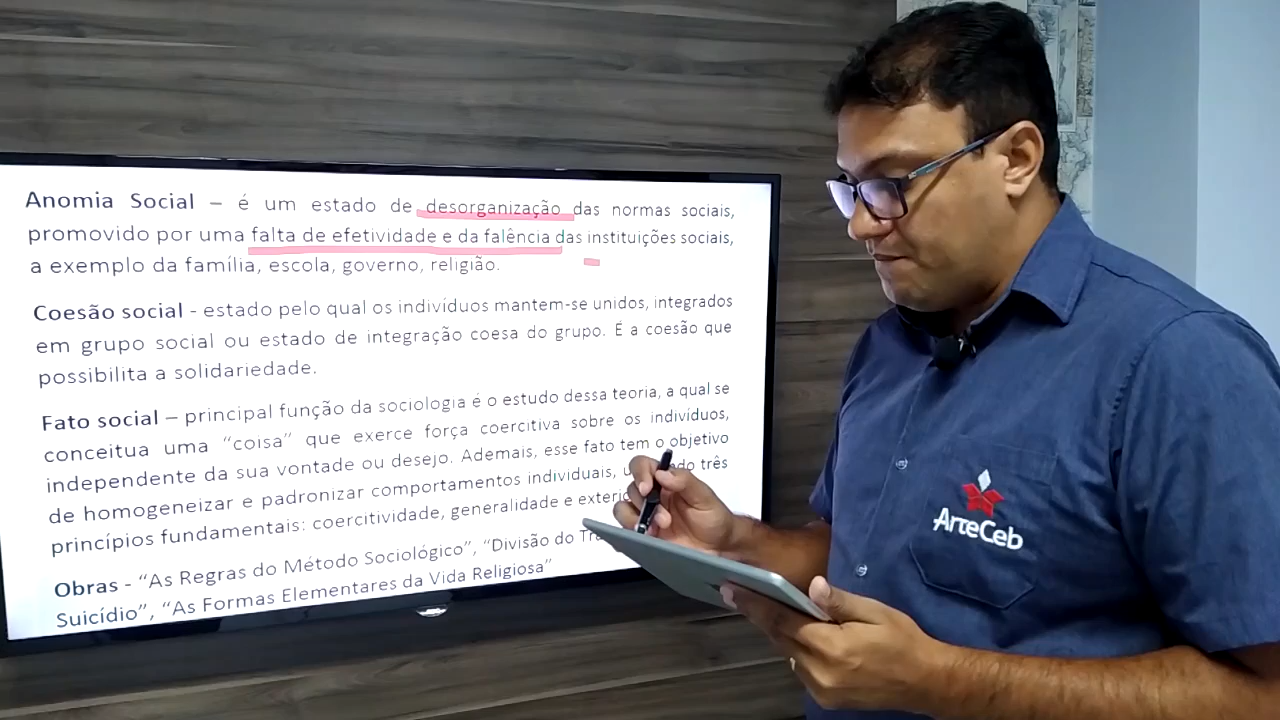 Anomia Social – é um estado de desorganização das normas sociais,
promovido por uma falta de efetividade e da falência das instituições sociais,
a exemplo da família, escola, governo, religião.
Coesão social - estado pelo qual os indivíduos mantem-se unidos, integrados
em grupo social ou estado de integração coesa do grupo. É a coesão que
possibilita a solidariedade.
Fato social – principal função da sociologia é o estudo dessa teoria, a qual se
conceitua uma “coisa” que exerce força coercitiva sobre os indivíduos,
independente da sua vontade ou desejo. Ademais, esse fato tem o objetivo
de homogeneizar e padronizar comportamentos individuais, três
princípios fundamentais: coercitividade, generalidade e
Obras - “As Regras do Método Sociológico”, “Divisão do
Suicídio”, “As Formas Elementares da Vida Religiosa”
ArteCeb